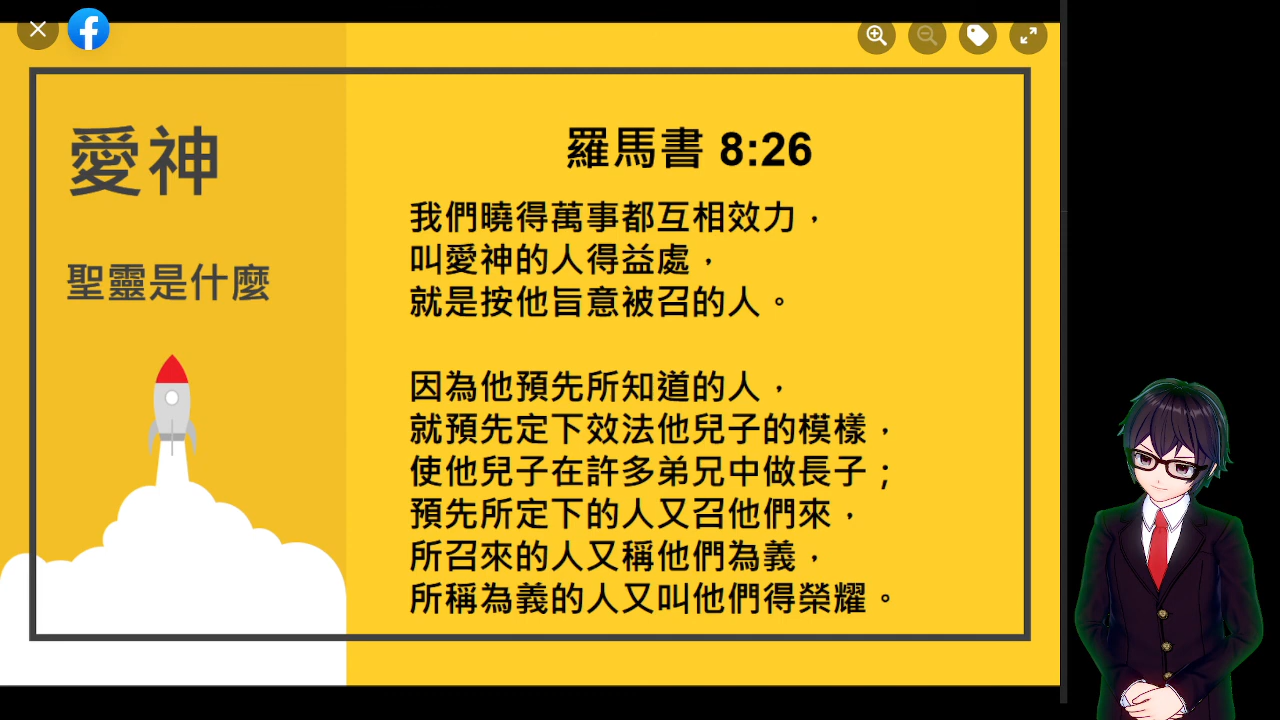 愛神
聖靈是什麼
羅馬書 8:26
我們曉得萬事都互相效力，
叫愛神的人得益處，
就是按他旨意被召的人。
因為他預先所知道的人，
就預先定下效法他兒子的模樣，
使他兒子在許多弟兄中做長子；
預先所定下的人又召他們來，
所召來的人又稱他們為義，
所稱為義的人又叫他們得榮耀。